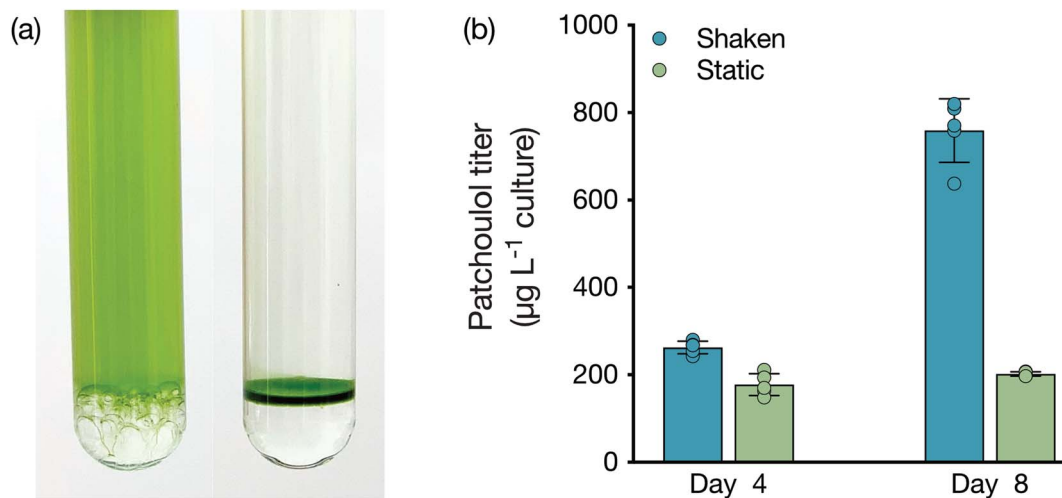 (a)
(b)
Patchoulol titer
(µg L⁻¹ culture)
1000
800
600
400
200
0
Shaken
Static
Day 4
Day 8